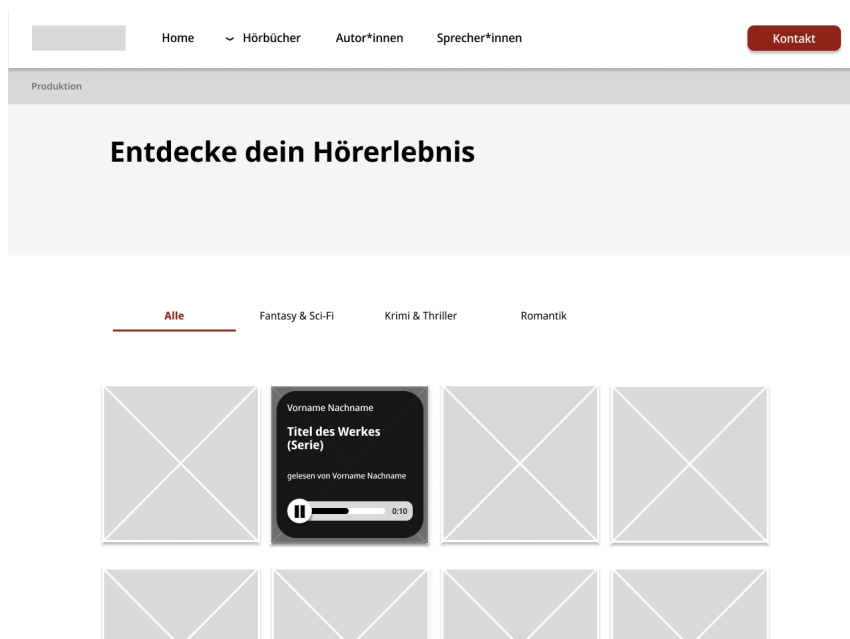 Home Hörbücher Autor*innen Sprecher*innen Kontakt
Produktion
Entdecke dein Hörerlebnis
Alle Fantasy & Sci-Fi Krimi & Thriller Romantik
Vorname Nachname
Titel des Werkes
(Serie)
gelesen von Vorname Nachname
0:10